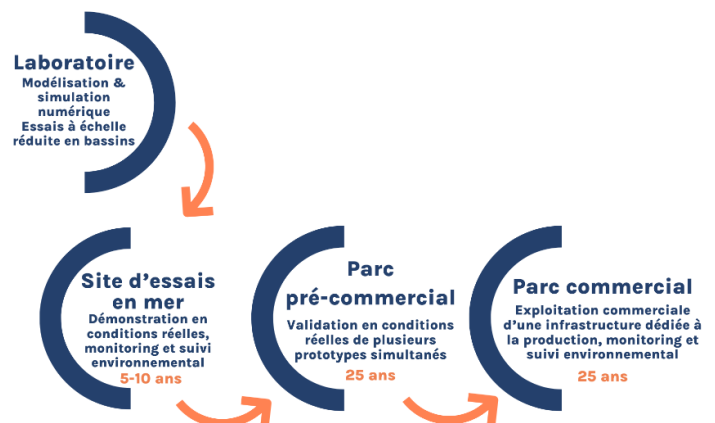 Laboratoire
Modélisation &
simulation
numérique
Essais à échelle
réduite en bassins
Site d'essais
en mer
Démonstration en
conditions réelles,
monitoring et suivi
environnemental
5-10 ans
Parc
pré-commercial
Validation en conditions
réelles de plusieurs
prototypes simultanés
25 ans
Parc commercial
Exploitation commerciale
d'une infrastructure dédiée à
la production, monitoring et
suivi environnemental
25 ans